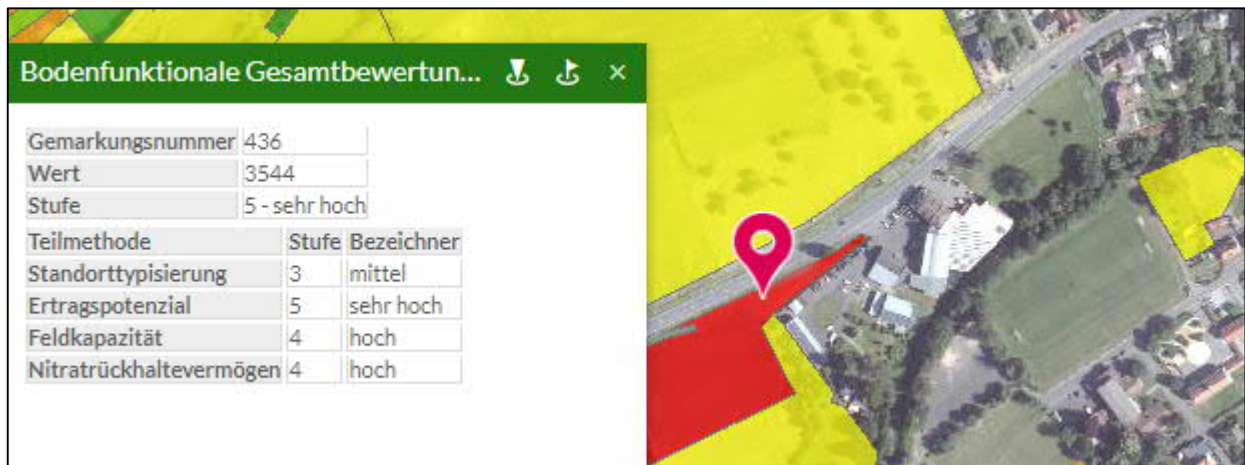 Bodenfunktionale Gesamtbewertun... ×
Gemarkungsnummer 436
Wert 3544
Stufe 5 - sehr hoch
Teilmethode Stufe Bezeichner
Standorttypisierung 3 mittel
Ertragspotenzial 5 sehr hoch
Feldkapazität 4 hoch
Nitratrückhaltevermögen 4 hoch